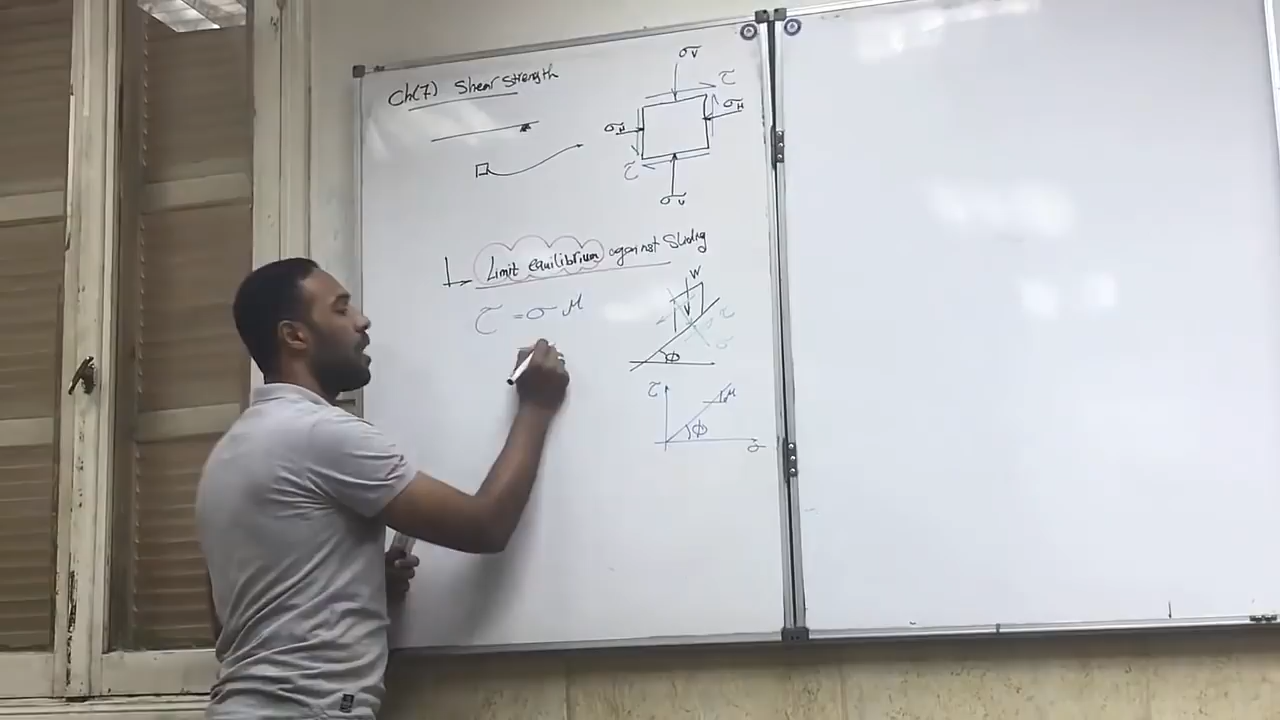 Ch(7) Shear Strength
σv
τ
σH
σH
τ
σv
Limit equilibrium against Sliding
τ = σ μ
W
τ
σ
ϕ
τ
μ
ϕ
σ